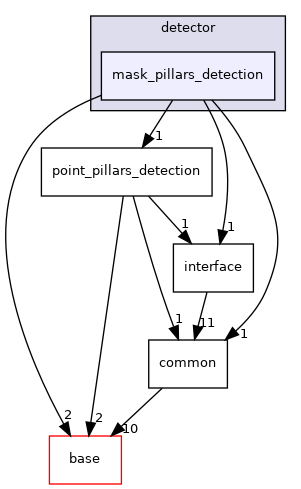 detector
mask_pillars_detection
1
point_pillars_detection
1
1
interface
1
11
1
common
2
2
10
base